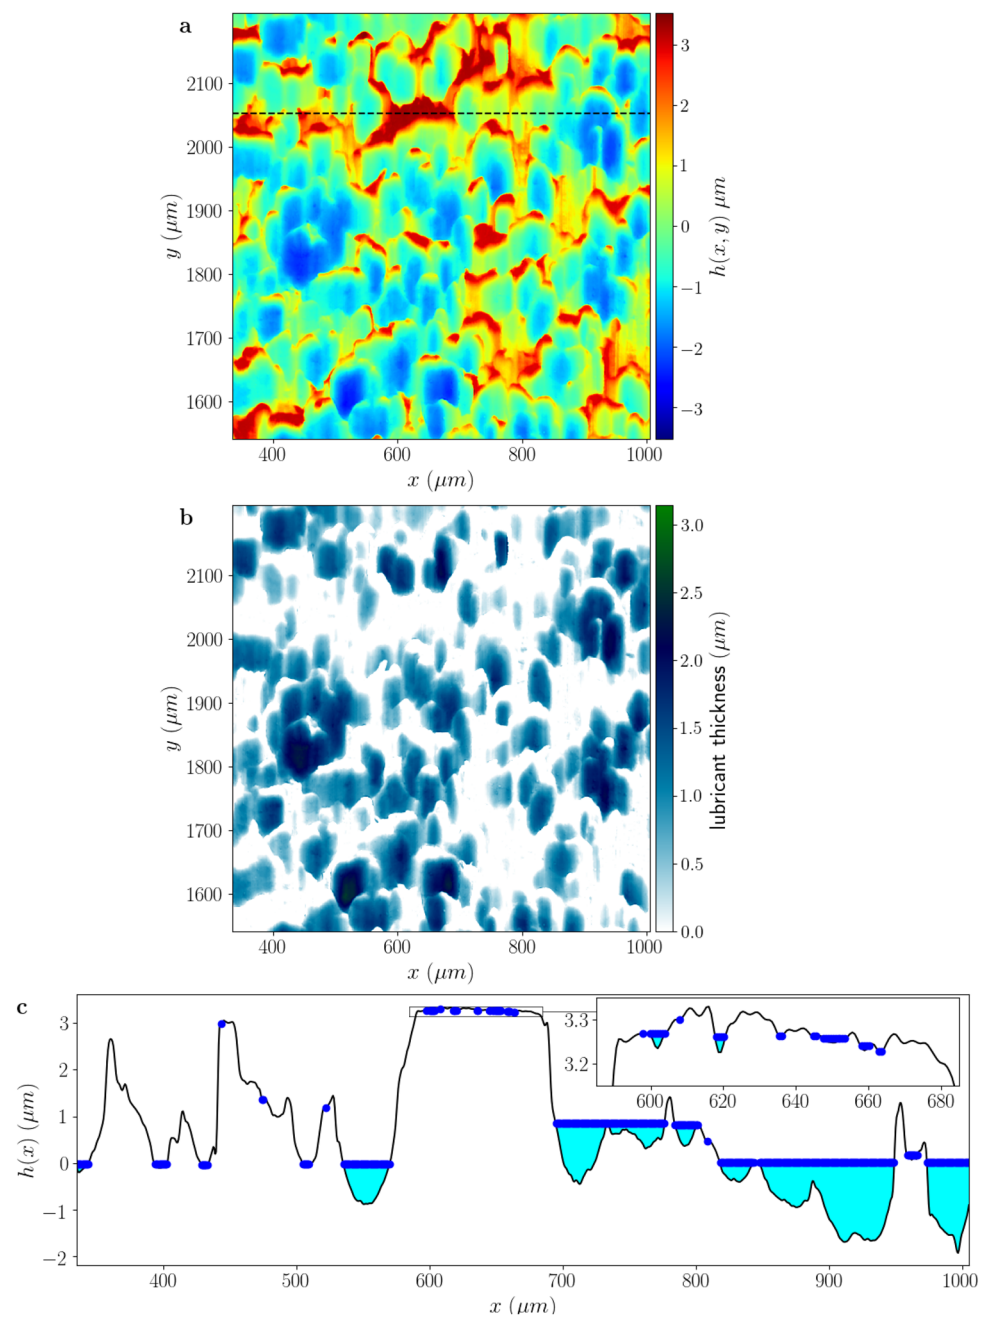 a
2100
2000
1900
1800
1700
1600
y (μm)
400 600 800 1000
x (μm)
3
2
1
0
−1
−2
−3
h(x, y) μm
b
2100
2000
1900
1800
1700
1600
y (μm)
400 600 800 1000
x (μm)
3.0
2.5
2.0
1.5
1.0
0.5
0.0
lubricant thickness (μm)
c
3
2
1
0
−1
−2
h(x) (μm)
3.3
3.2
600 620 640 660 680
400 500 600 700 800 900 1000
x (μm)